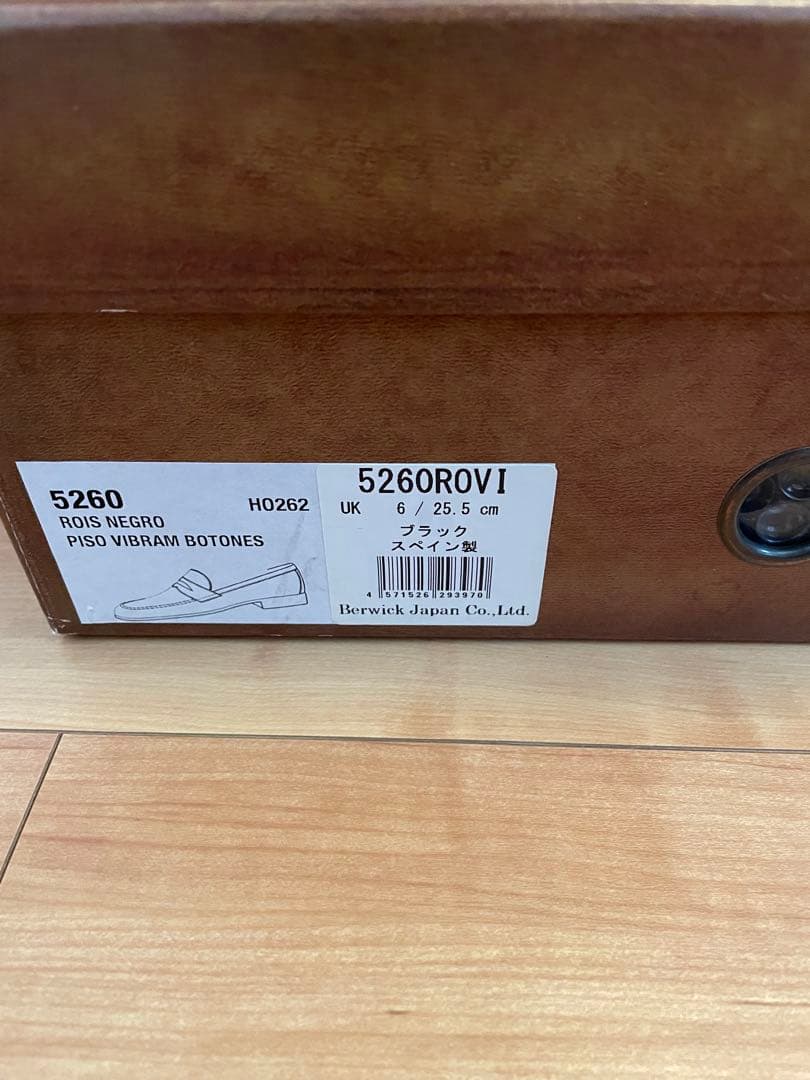 5260
H0262
ROIS NEGRO
PISO VIBRAM BOTONES
5260ROVI
UK 6 / 25.5 cm
ブラック
スペイン製
4 571526 293970
Berwick Japan Co.,Ltd.